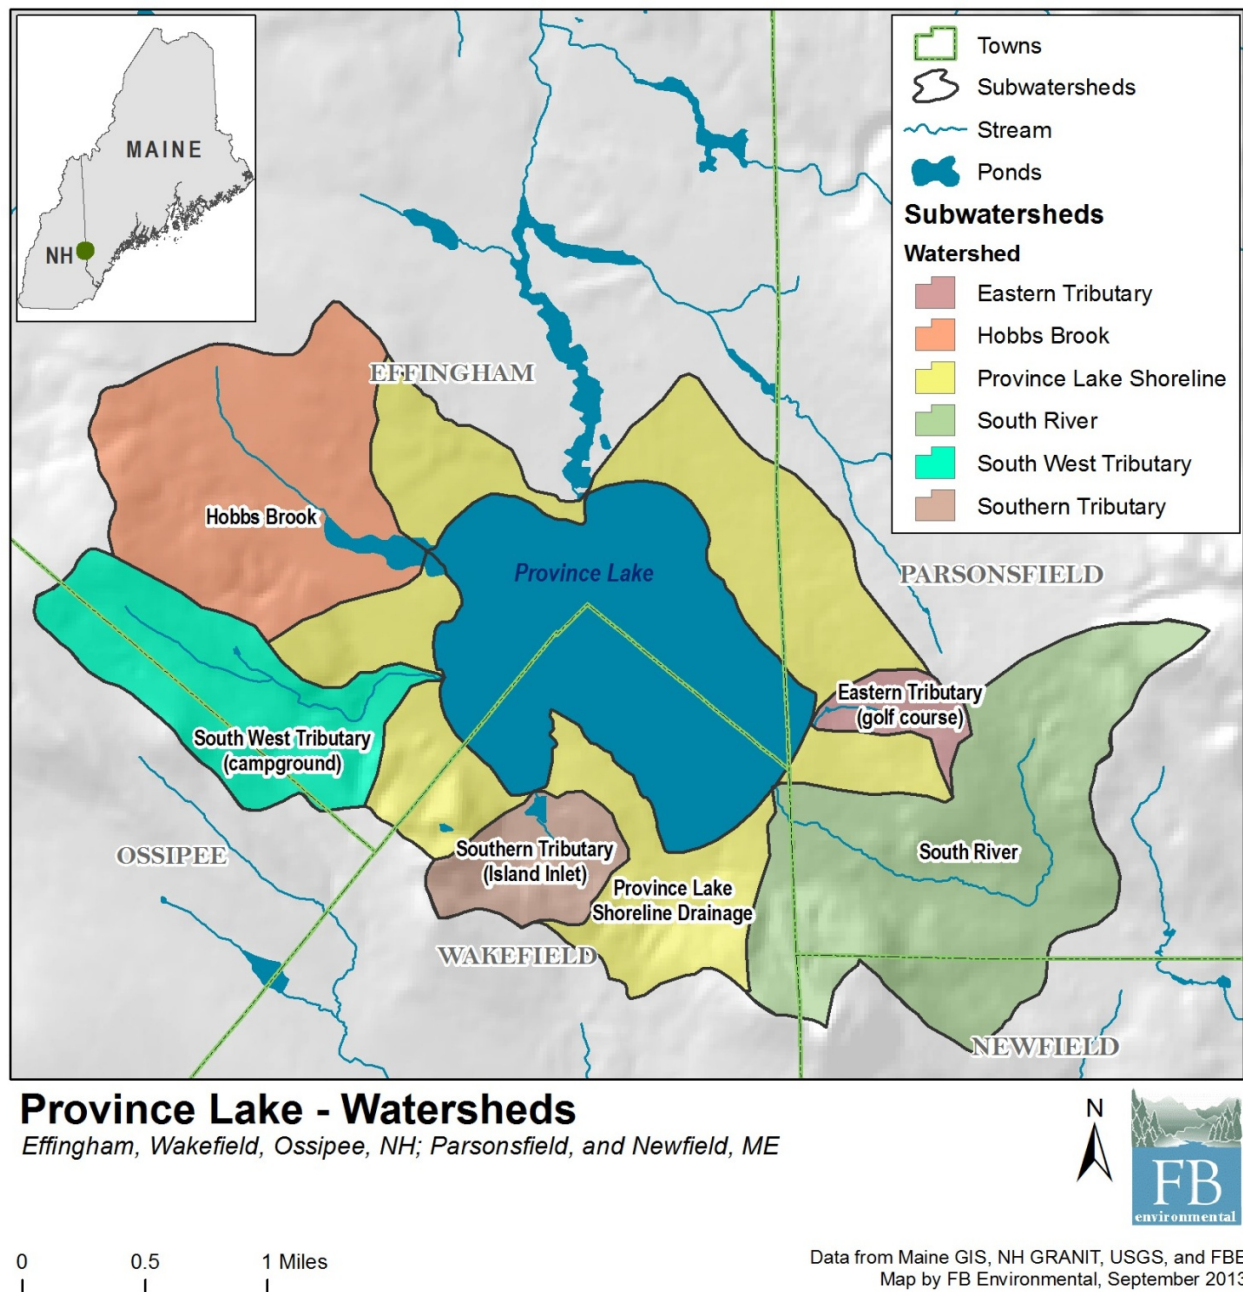 MAINE
NH
Towns
Subwatersheds
Stream
Ponds
Subwatersheds
Watershed
Eastern Tributary
Hobbs Brook
Province Lake Shoreline
South River
South West Tributary
Southern Tributary
EFFINGHAM
Hobbs Brook
Province Lake
PARSONSFIELD
Eastern Tributary
(golf course)
South West Tributary
(campground)
OSSIPEE
Southern Tributary
(Island Inlet)
South River
Province Lake
Shoreline Drainage
WAKEFIELD
NEWFIELD
Province Lake - Watersheds
Effingham, Wakefield, Ossipee, NH; Parsonsfield, and Newfield, ME
N
FB
environmental
0 0.5 1 Miles
Data from Maine GIS, NH GRANIT, USGS, and FBE
Map by FB Environmental, September 2013